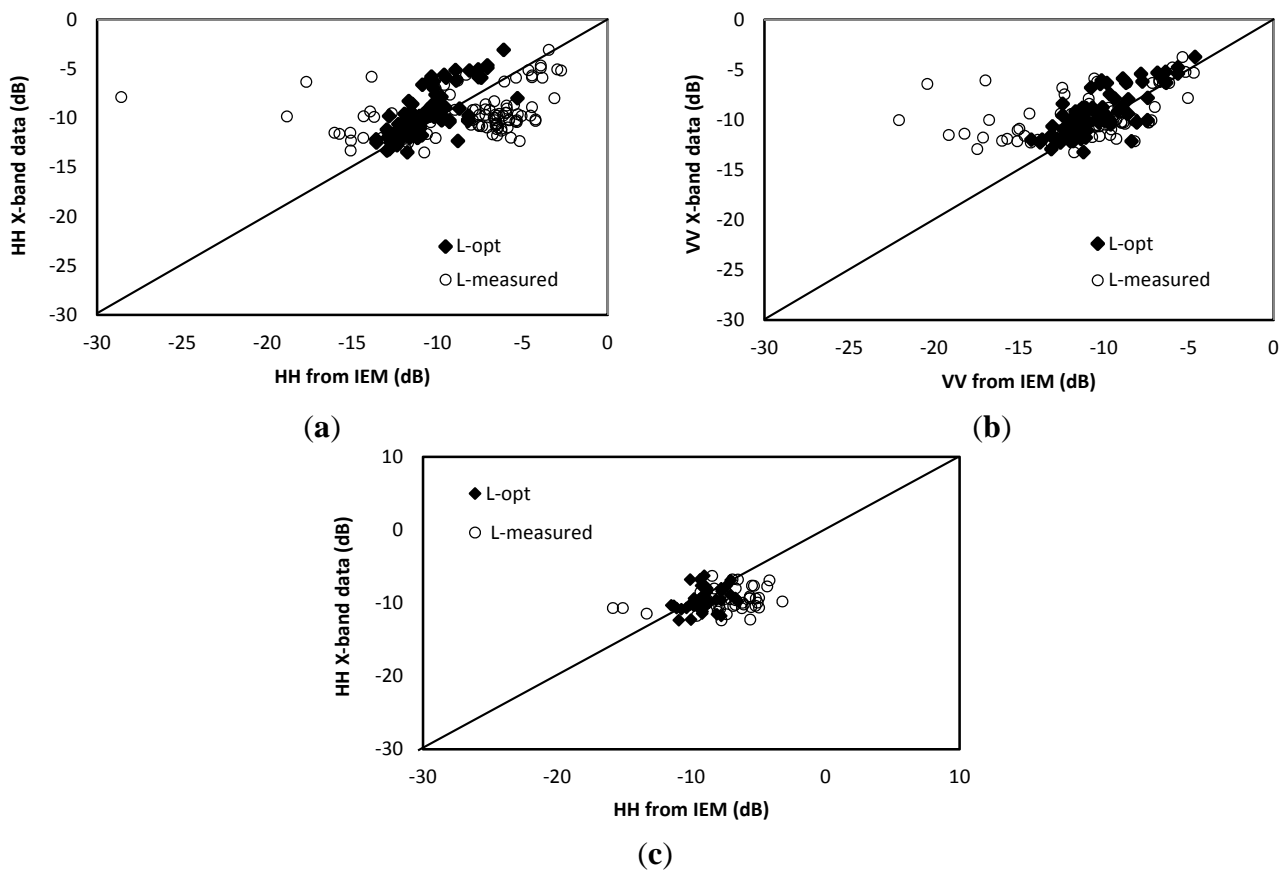 0
-5
-10
-15
-20
-25
-30
HH X-band data (dB)
L-opt
L-measured
-30 -25 -20 -15 -10 -5 0
HH from IEM (dB)
(a)
0
-5
-10
-15
-20
-25
-30
VV X-band data (dB)
L-opt
L-measured
-30 -25 -20 -15 -10 -5 0
VV from IEM (dB)
(b)
10
0
-10
-20
-30
HH X-band data (dB)
L-opt
L-measured
-30 -20 -10 0 10
HH from IEM (dB)
(c)